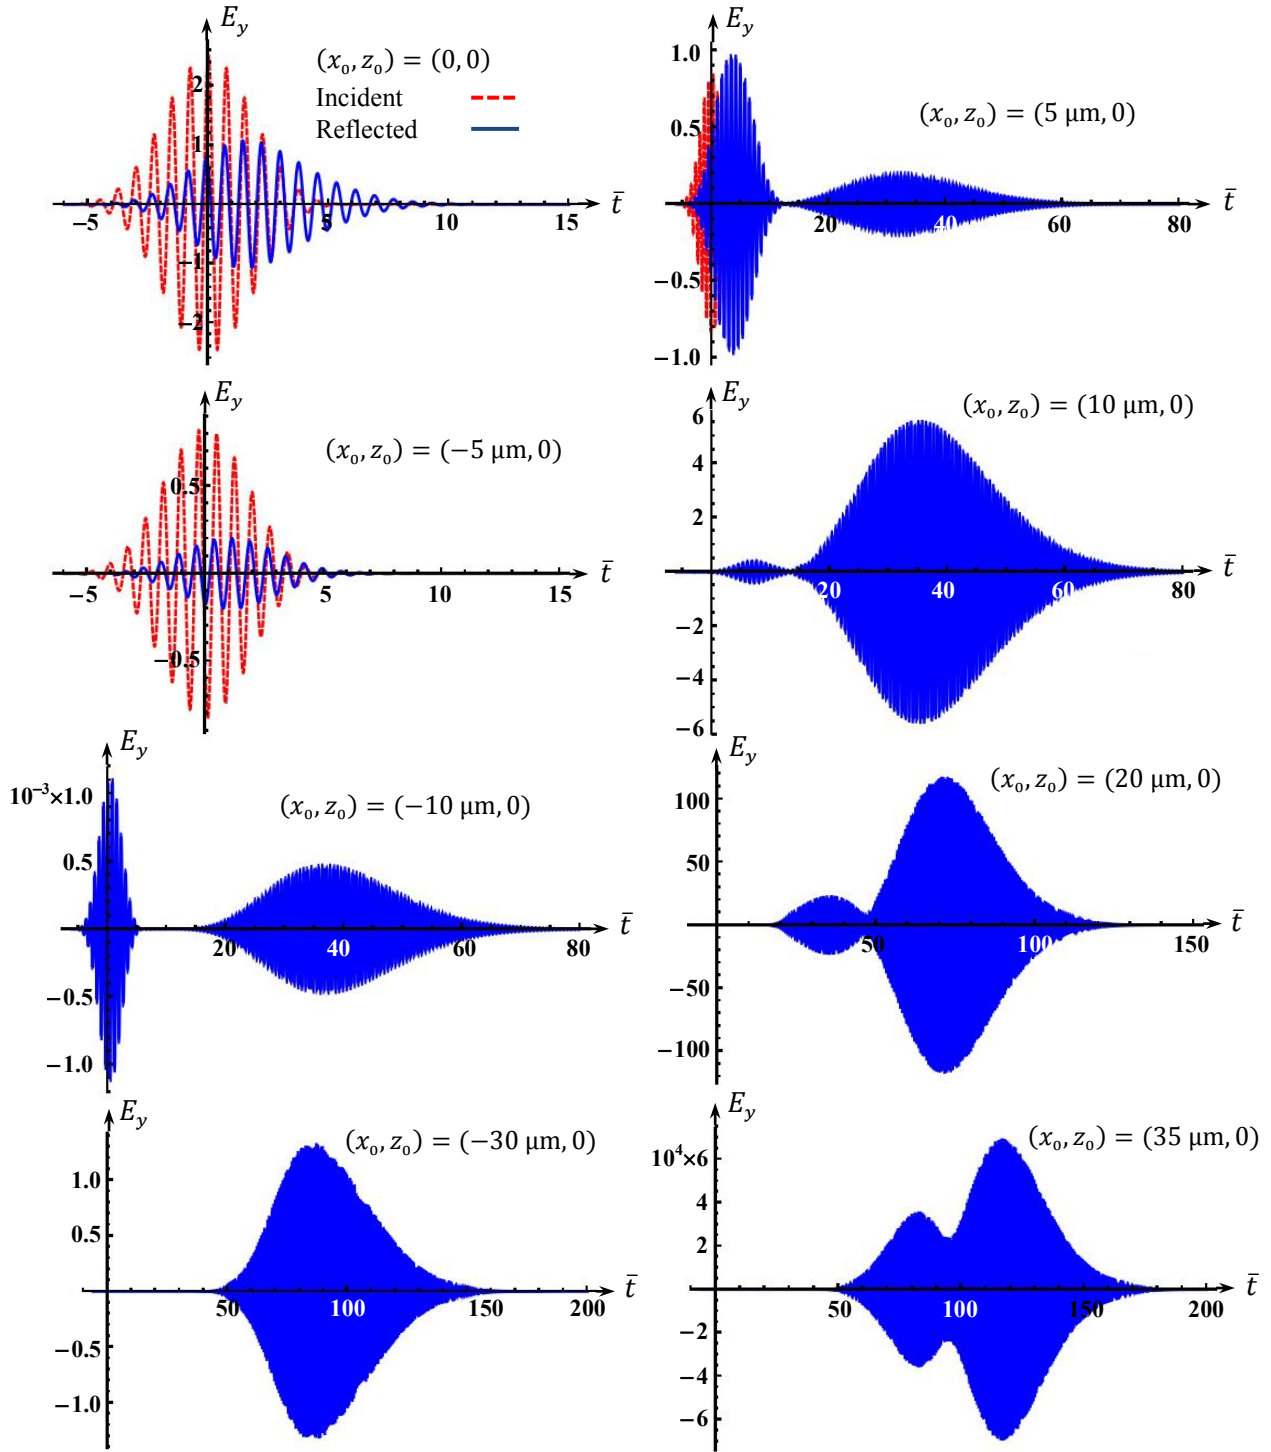 E_y
(x₀, z₀) = (0, 0)
Incident
Reflected
2
1
−1
−2
−5 5 10 15
t̄
E_y
(x₀, z₀) = (5 μm, 0)
1.0
0.5
−0.5
−1.0
20 40 60 80
t̄
E_y
(x₀, z₀) = (−5 μm, 0)
0.5
−0.5
−5 5 10 15
t̄
E_y
(x₀, z₀) = (10 μm, 0)
6
4
2
−2
−4
−6
20 40 60 80
t̄
E_y
(x₀, z₀) = (−10 μm, 0)
10⁻³×1.0
0.5
−0.5
−1.0
20 40 60 80
t̄
E_y
(x₀, z₀) = (20 μm, 0)
100
50
−50
−100
50 100 150
t̄
E_y
(x₀, z₀) = (−30 μm, 0)
1.0
0.5
−0.5
−1.0
50 100 150 200
t̄
E_y
(x₀, z₀) = (35 μm, 0)
10⁴×6
4
2
−2
−4
−6
50 100 150 200
t̄